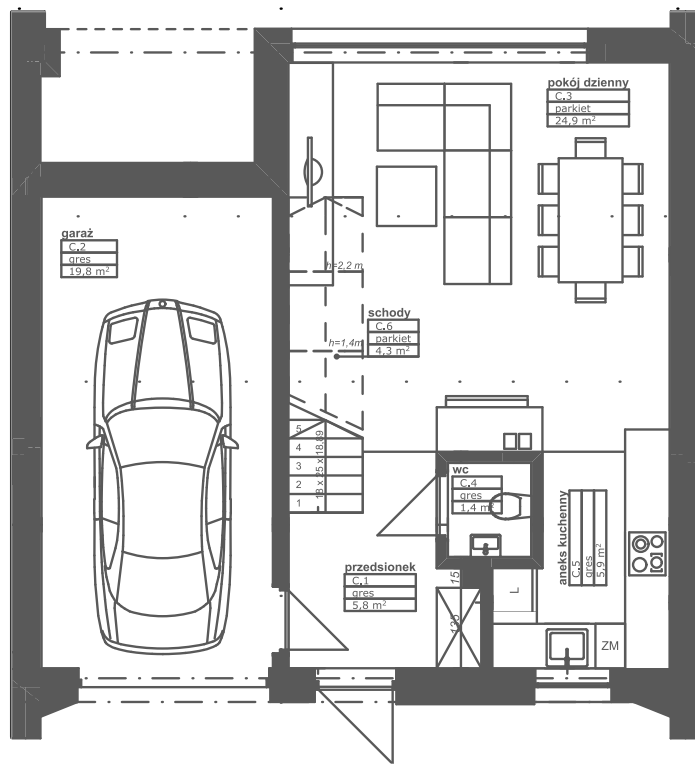 pokój dzienny
C.3
parkiet
24,9 m²
garaż
C.2
gres
19,8 m²
h=2,2 m
schody
C.6
parkiet
4,3 m²
h=1,4m
5
4
3
2
1
18 x 25 x 18,89
wc
C.4
gres
1,4 m²
aneks kuchenny
C.5
gres
5,9 m²
przedsionek
C.1
gres
5,8 m²
15
135
L
ZM